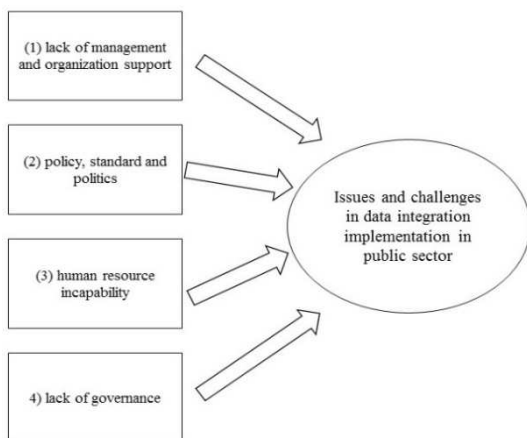 (1) lack of management
and organization support
(2) policy, standard and
politics
(3) human resource
incapability
4) lack of governance
Issues and challenges
in data integration
implementation in
public sector